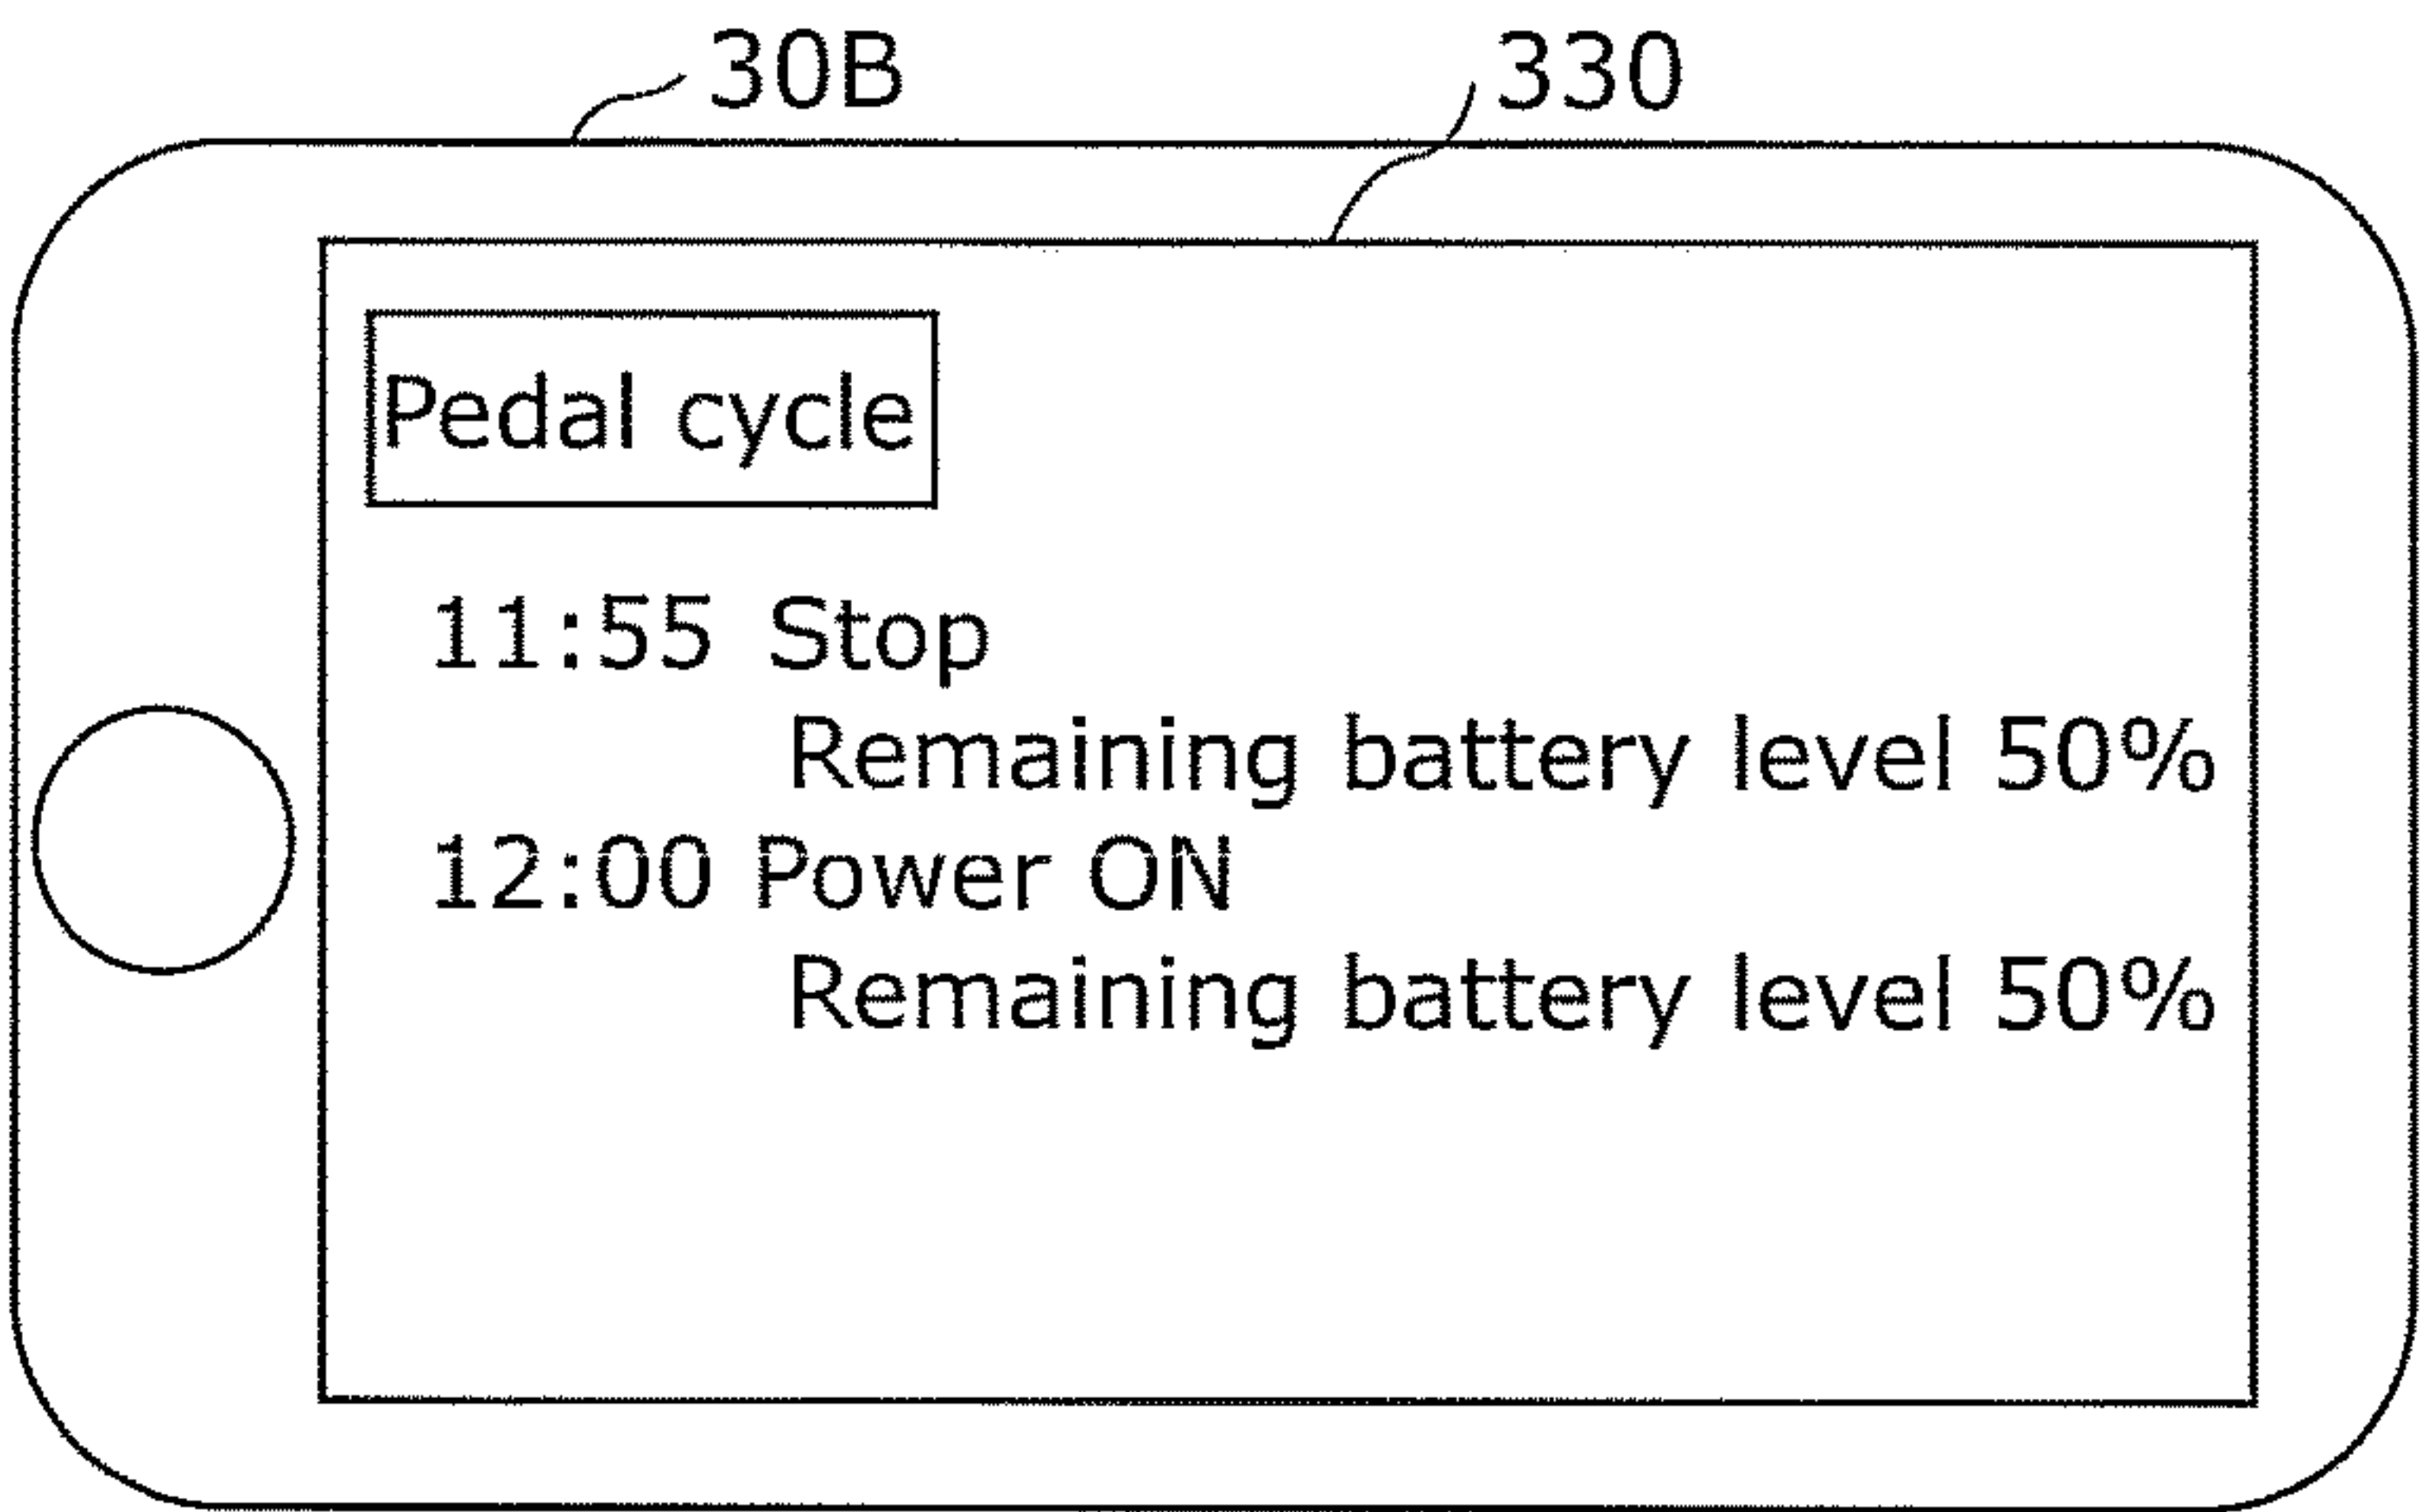 30B 330
Pedal cycle
11:55 Stop
Remaining battery level 50%
12:00 Power ON
Remaining battery level 50%